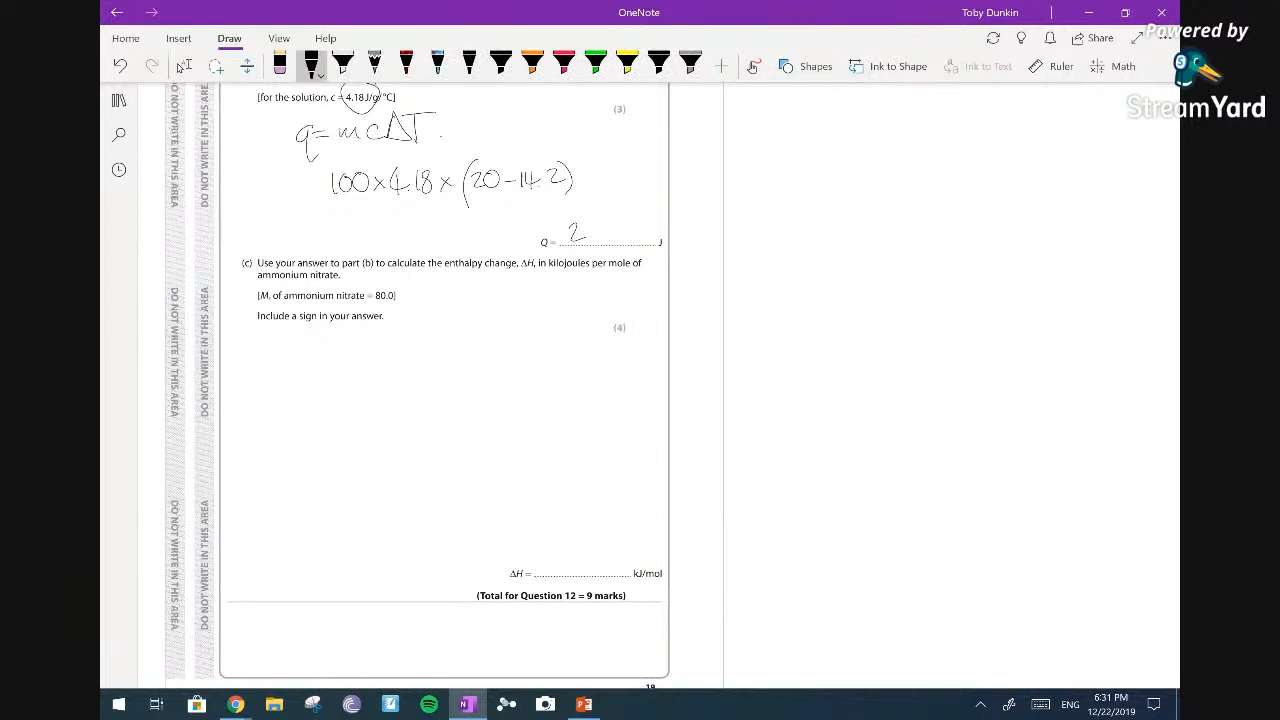 OneNote
Toby Dunkin
Powered by
StreamYard
Home Insert Draw View Help Share
Shapes Ink to Shape Ink to Text Ruler Math
[for the solution, c = 4.18 J/g/°C]
(3)
q = mcΔT.
100 × 4.18 × (20 - 14.2)
Q = 2 J
(c) Use your answer to part (b) to calculate the enthalpy change, ΔH, in kilojoules per mole of
ammonium nitrate.
[Mr of ammonium nitrate = 80.0]
Include a sign in your answer.
(4)
ΔH = kJ/mol
(Total for Question 12 = 9 marks)
19
DO NOT WRITE IN THIS AREA
DO NOT WRITE IN THIS AREA
DO NOT WRITE IN THIS AREA
DO NOT WRITE IN THIS AREA
DO NOT WRITE IN THIS AREA
DO NOT WRITE IN THIS AREA
ENG
6:31 PM
12/22/2019